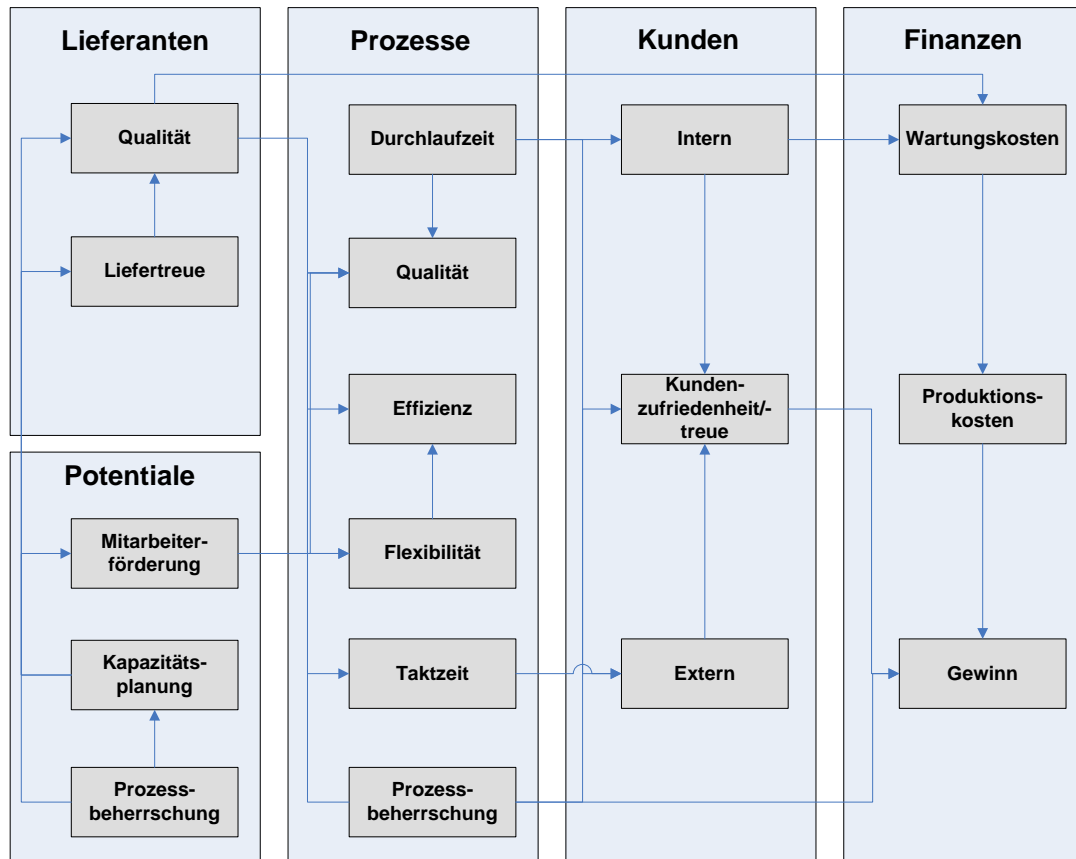 Lieferanten
Qualität
Liefertreue
Potentiale
Mitarbeiter-
förderung
Kapazitäts-
planung
Prozess-
beherrschung
Prozesse
Durchlaufzeit
Qualität
Effizienz
Flexibilität
Taktzeit
Prozess-
beherrschung
Kunden
Intern
Kunden-
zufriedenheit/-
treue
Extern
Finanzen
Wartungskosten
Produktions-
kosten
Gewinn